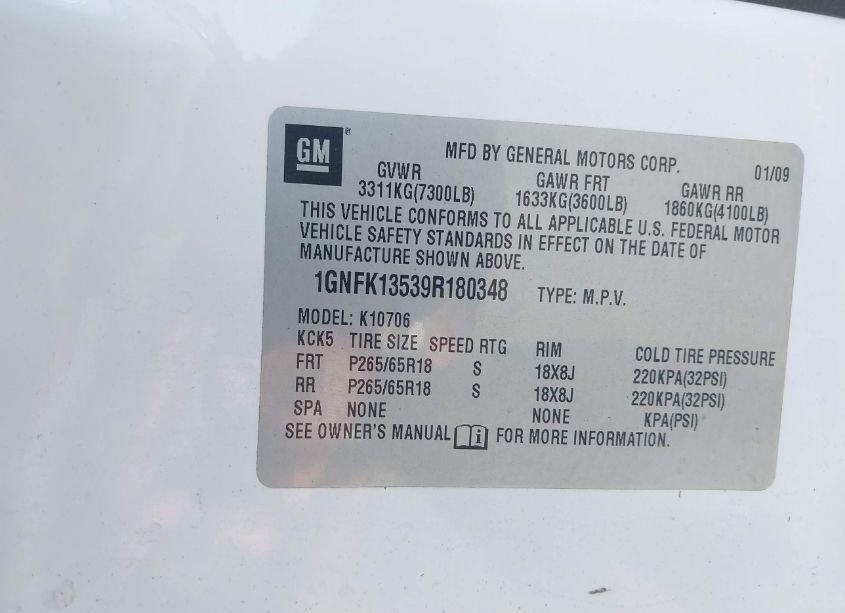 GM®
MFD BY GENERAL MOTORS CORP. 01/09
GVWR GAWR FRT GAWR RR
3311KG(7300LB) 1633KG(3600LB) 1860KG(4100LB)
THIS VEHICLE CONFORMS TO ALL APPLICABLE U.S. FEDERAL MOTOR
VEHICLE SAFETY STANDARDS IN EFFECT ON THE DATE OF
MANUFACTURE SHOWN ABOVE.
1GNFK13539R180348 TYPE: M.P.V.
MODEL: K10706
KCK5 TIRE SIZE SPEED RTG RIM COLD TIRE PRESSURE
FRT P265/65R18 S 18X8J 220KPA(32PSI)
RR P265/65R18 S 18X8J 220KPA(32PSI)
SPA NONE NONE KPA(PSI)
SEE OWNER'S MANUAL i FOR MORE INFORMATION.